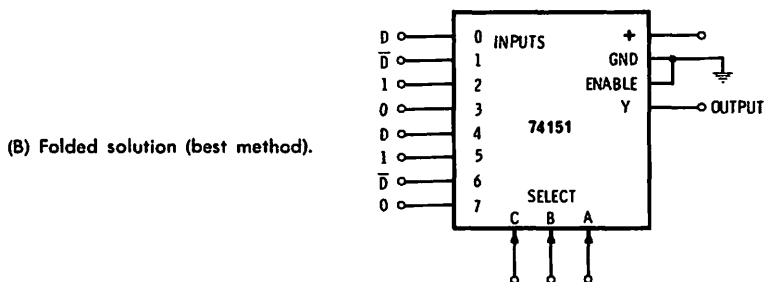 D 0 INPUTS +
D̅ 1 GND
1 2 ENABLE
0 3 Y OUTPUT
D 4 74151
(B) Folded solution (best method).
1 5
D̅ 6 SELECT
0 7 C B A